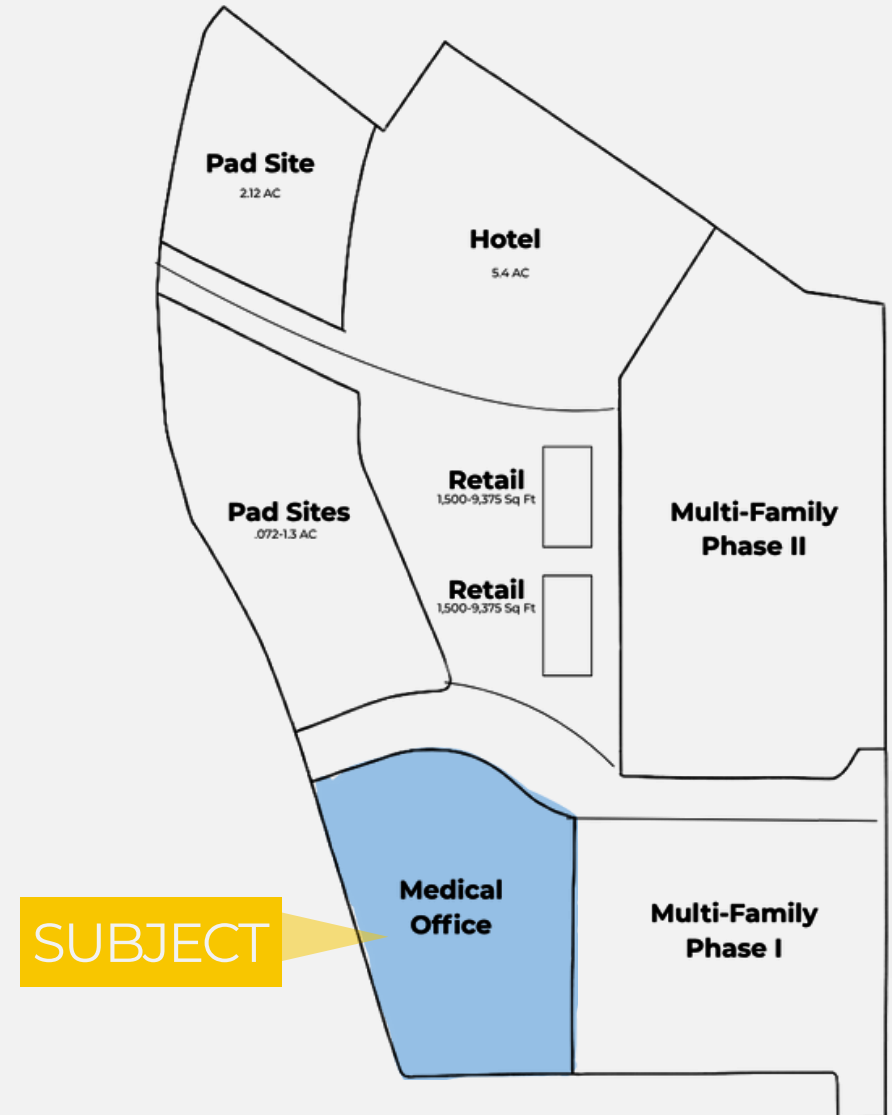 Pad Site
2.12 AC
Hotel
5.4 AC
Retail
1,500-9,375 Sq Ft
Pad Sites
.072-1.3 AC
Multi-Family
Phase II
Retail
1,500-9,375 Sq Ft
Medical
Office
SUBJECT
Multi-Family
Phase I